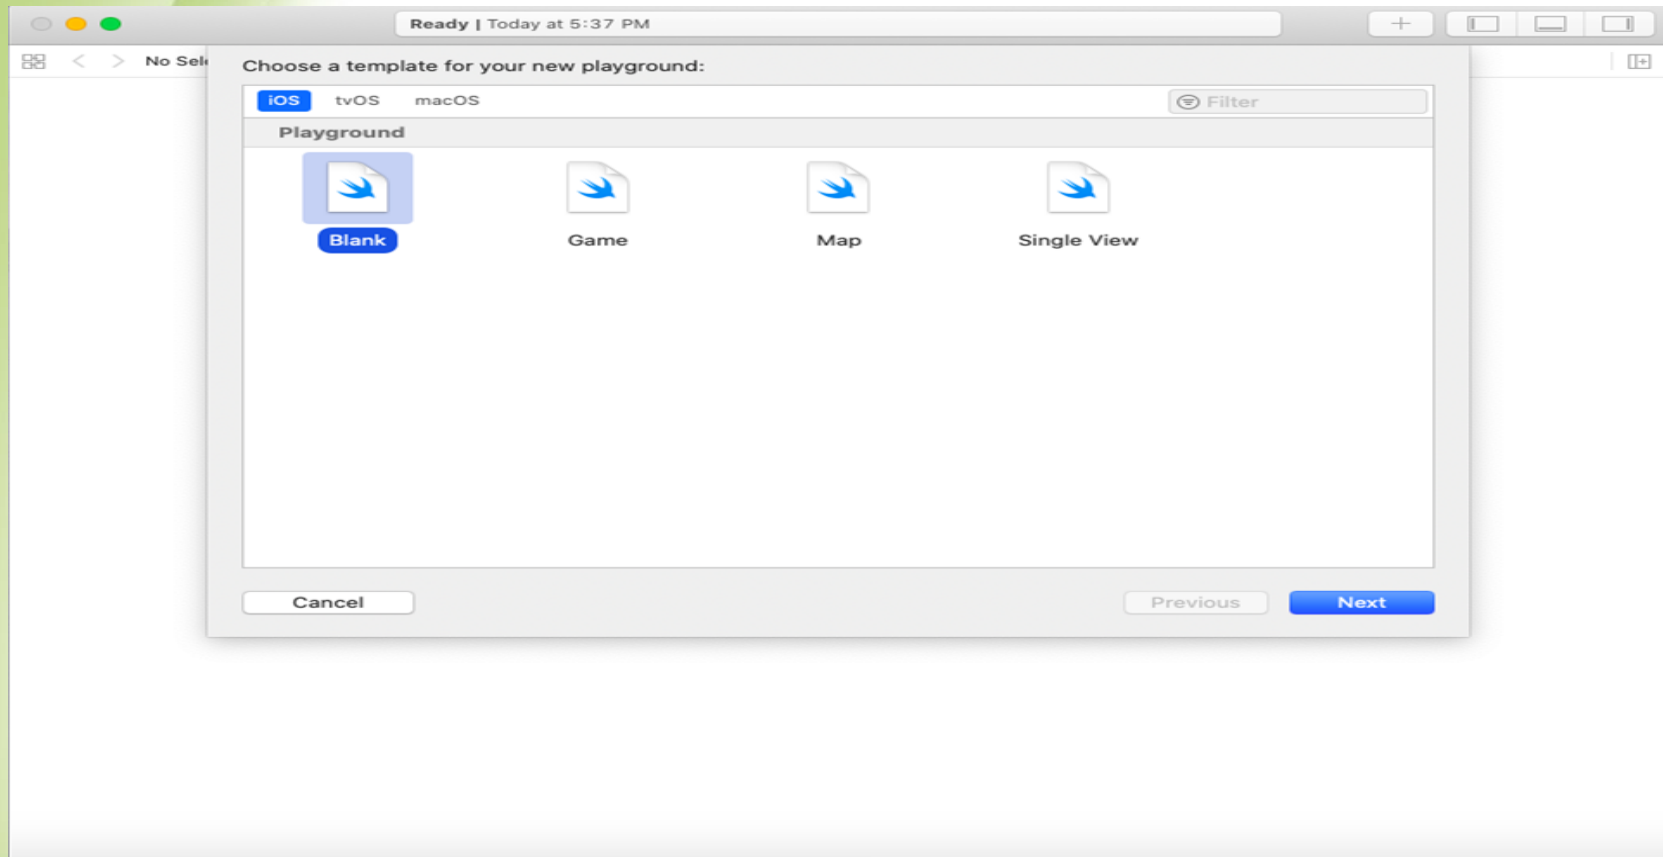 Ready | Today at 5:37 PM
No Sel
Choose a template for your new playground:
iOS tvOS macOS Filter
Playground
Blank Game Map Single View
Cancel Previous Next